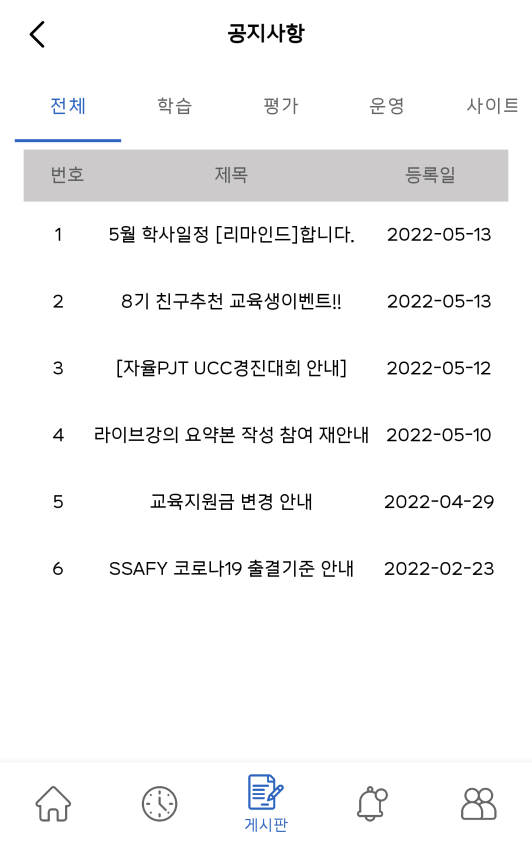 공지사항
전체 학습 평가 운영 사이트
번호 제목 등록일
1 5월 학사일정 [리마인드]합니다. 2022-05-13
2 8기 친구추천 교육생이벤트!! 2022-05-13
3 [자율PJT UCC경진대회 안내] 2022-05-12
4 라이브강의 요약본 작성 참여 재안내 2022-05-10
5 교육지원금 변경 안내 2022-04-29
6 SSAFY 코로나19 출결기준 안내 2022-02-23
게시판